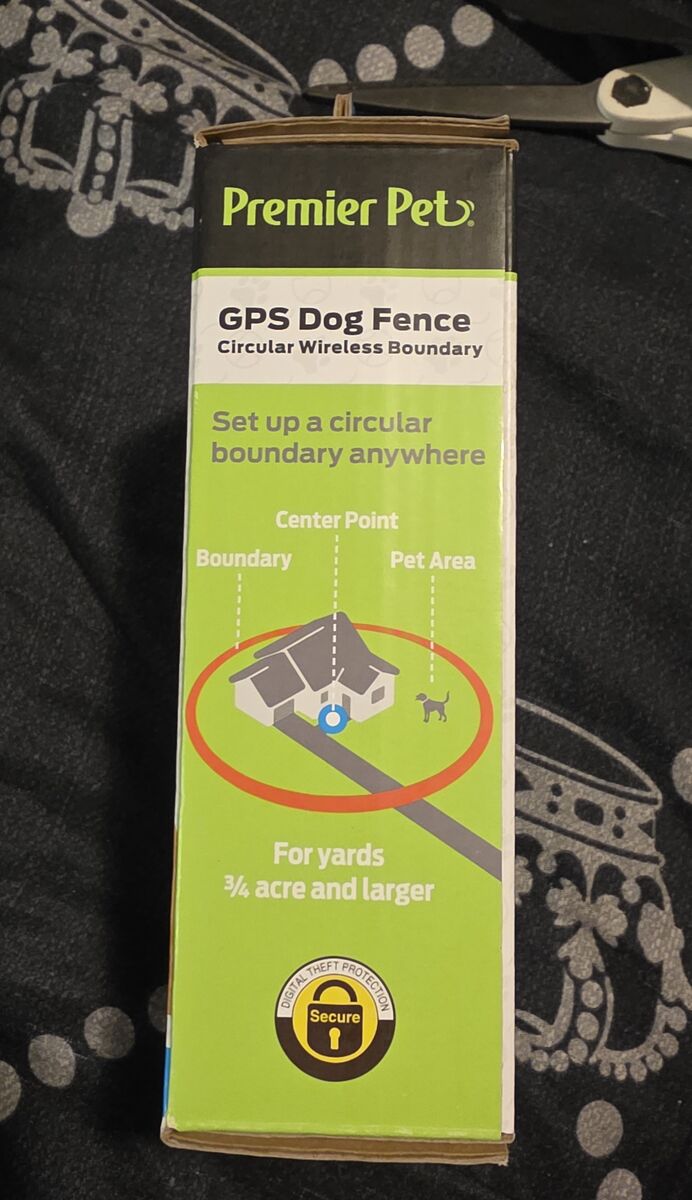 Premier Pet®
GPS Dog Fence
Circular Wireless Boundary
Set up a circular
boundary anywhere
Center Point
Boundary
Pet Area
For yards
¾ acre and larger
DIGITAL THEFT PROTECTION
Secure